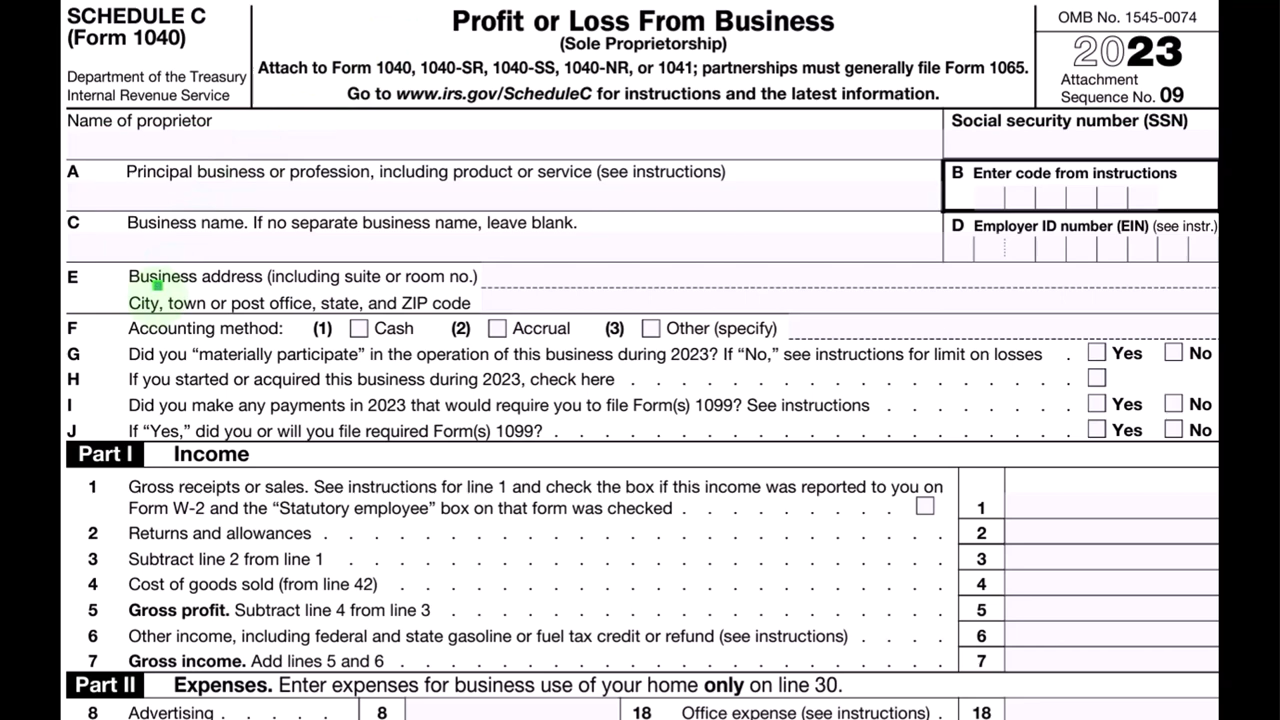 SCHEDULE C
(Form 1040)
Department of the Treasury
Internal Revenue Service
Profit or Loss From Business
(Sole Proprietorship)
Attach to Form 1040, 1040-SR, 1040-SS, 1040-NR, or 1041; partnerships must generally file Form 1065.
Go to www.irs.gov/ScheduleC for instructions and the latest information.
OMB No. 1545-0074
2023
Attachment
Sequence No. 09
Name of proprietor
Social security number (SSN)
A Principal business or profession, including product or service (see instructions)
B Enter code from instructions
C Business name. If no separate business name, leave blank.
D Employer ID number (EIN) (see instr.)
E Business address (including suite or room no.)
City, town or post office, state, and ZIP code
F Accounting method: (1) Cash (2) Accrual (3) Other (specify)
G Did you “materially participate” in the operation of this business during 2023? If “No,” see instructions for limit on losses . Yes No
H If you started or acquired this business during 2023, check here . . . . . . . . . . . . . . . . . .
I Did you make any payments in 2023 that would require you to file Form(s) 1099? See instructions . . . . . . . . Yes No
J If “Yes,” did you or will you file required Form(s) 1099? . . . . . . . . . . . . . . . . . . . . . Yes No
Part I Income
1 Gross receipts or sales. See instructions for line 1 and check the box if this income was reported to you on
Form W-2 and the “Statutory employee” box on that form was checked . . . . . . . . . 1
2 Returns and allowances . . . . . . . . . . . . . . . . . . . . . . . . . 2
3 Subtract line 2 from line 1 . . . . . . . . . . . . . . . . . . . . . . . . 3
4 Cost of goods sold (from line 42) . . . . . . . . . . . . . . . . . . . . . . 4
5 Gross profit. Subtract line 4 from line 3 . . . . . . . . . . . . . . . . . . . . 5
6 Other income, including federal and state gasoline or fuel tax credit or refund (see instructions) . . . . 6
7 Gross income. Add lines 5 and 6 . . . . . . . . . . . . . . . . . . . . . . 7
Part II Expenses. Enter expenses for business use of your home only on line 30.
8 Advertising . . . . . 8 18 Office expense (see instructions) . 18